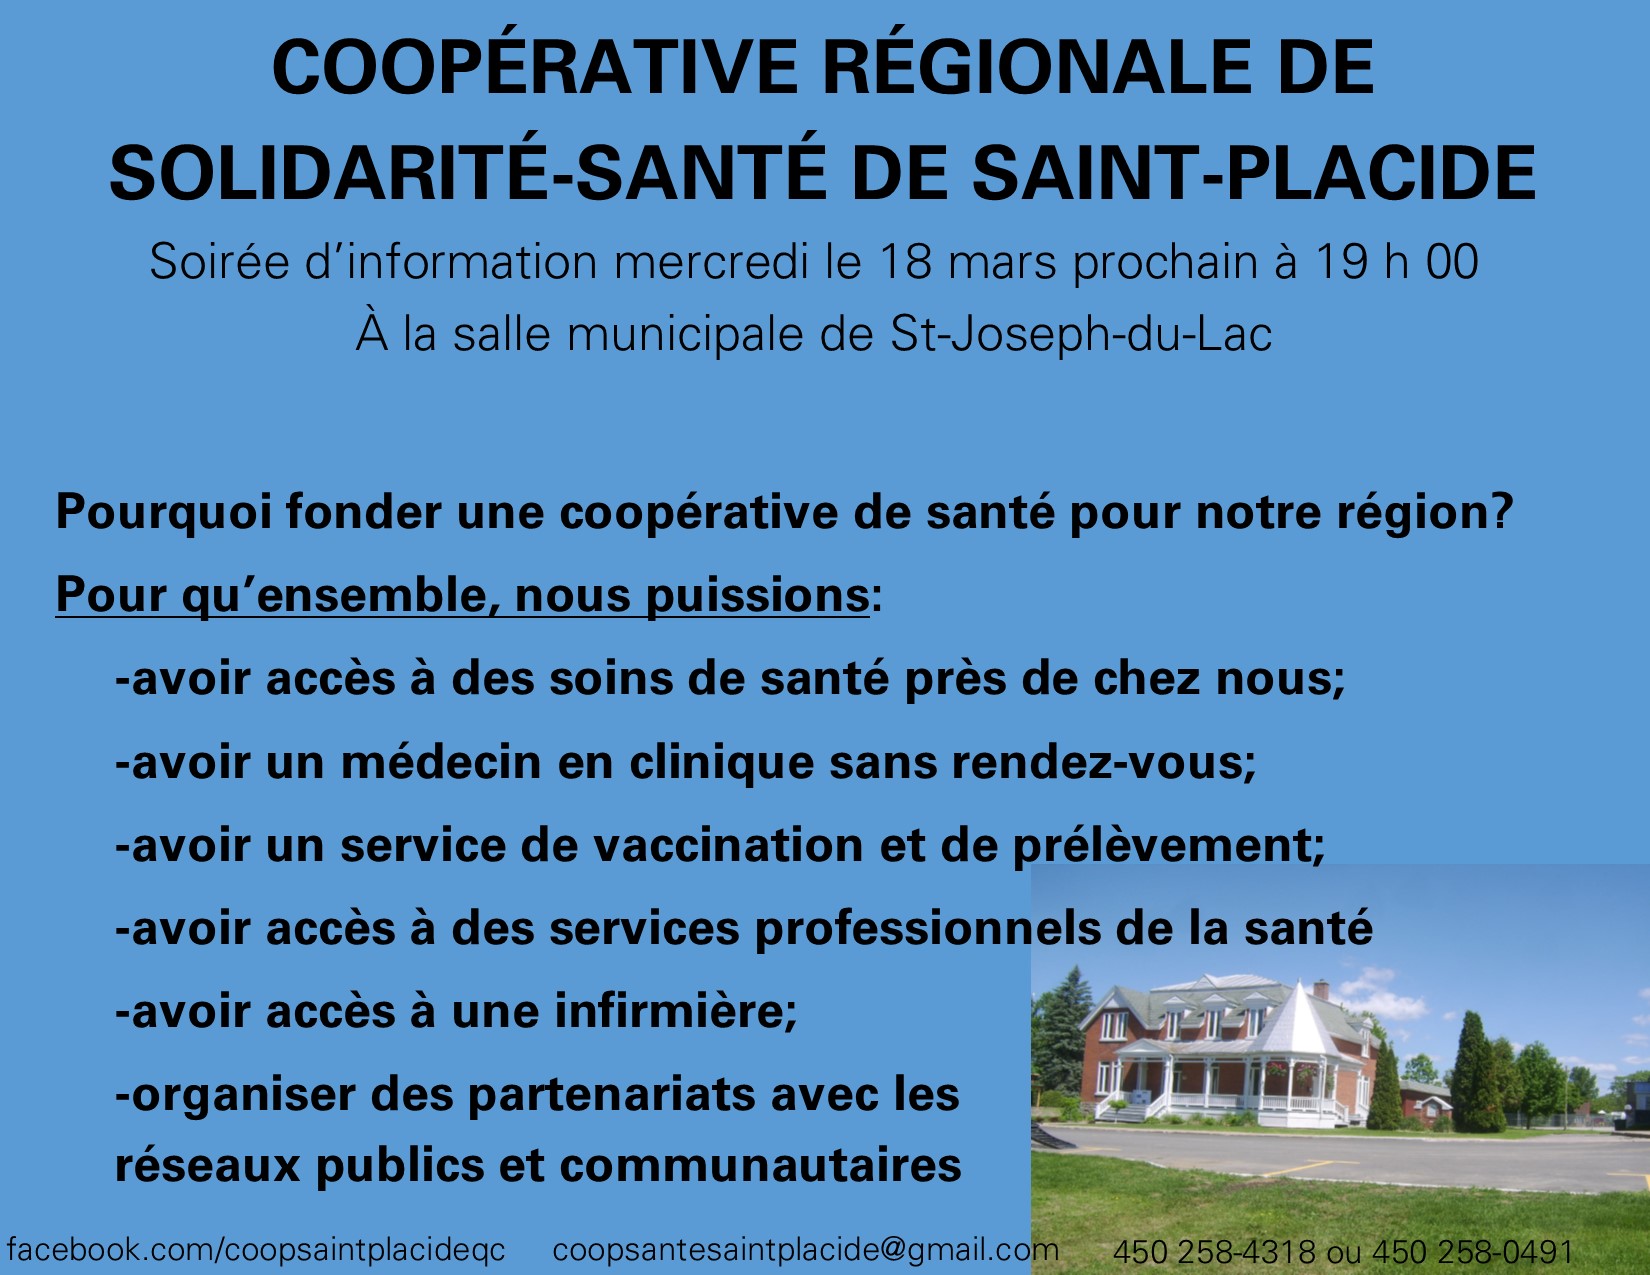 COOPÉRATIVE RÉGIONALE DE
SOLIDARITÉ-SANTÉ DE SAINT-PLACIDE
Soirée d’information mercredi le 18 mars prochain à 19 h 00
À la salle municipale de St-Joseph-du-Lac
Pourquoi fonder une coopérative de santé pour notre région?
Pour qu’ensemble, nous puissions:
-avoir accès à des soins de santé près de chez nous;
-avoir un médecin en clinique sans rendez-vous;
-avoir un service de vaccination et de prélèvement;
-avoir accès à des services professionnels de la santé
-avoir accès à une infirmière;
-organiser des partenariats avec les
réseaux publics et communautaires
facebook.com/coopsaintplacideqc coopsantesaintplacide@gmail.com 450 258-4318 ou 450 258-0491